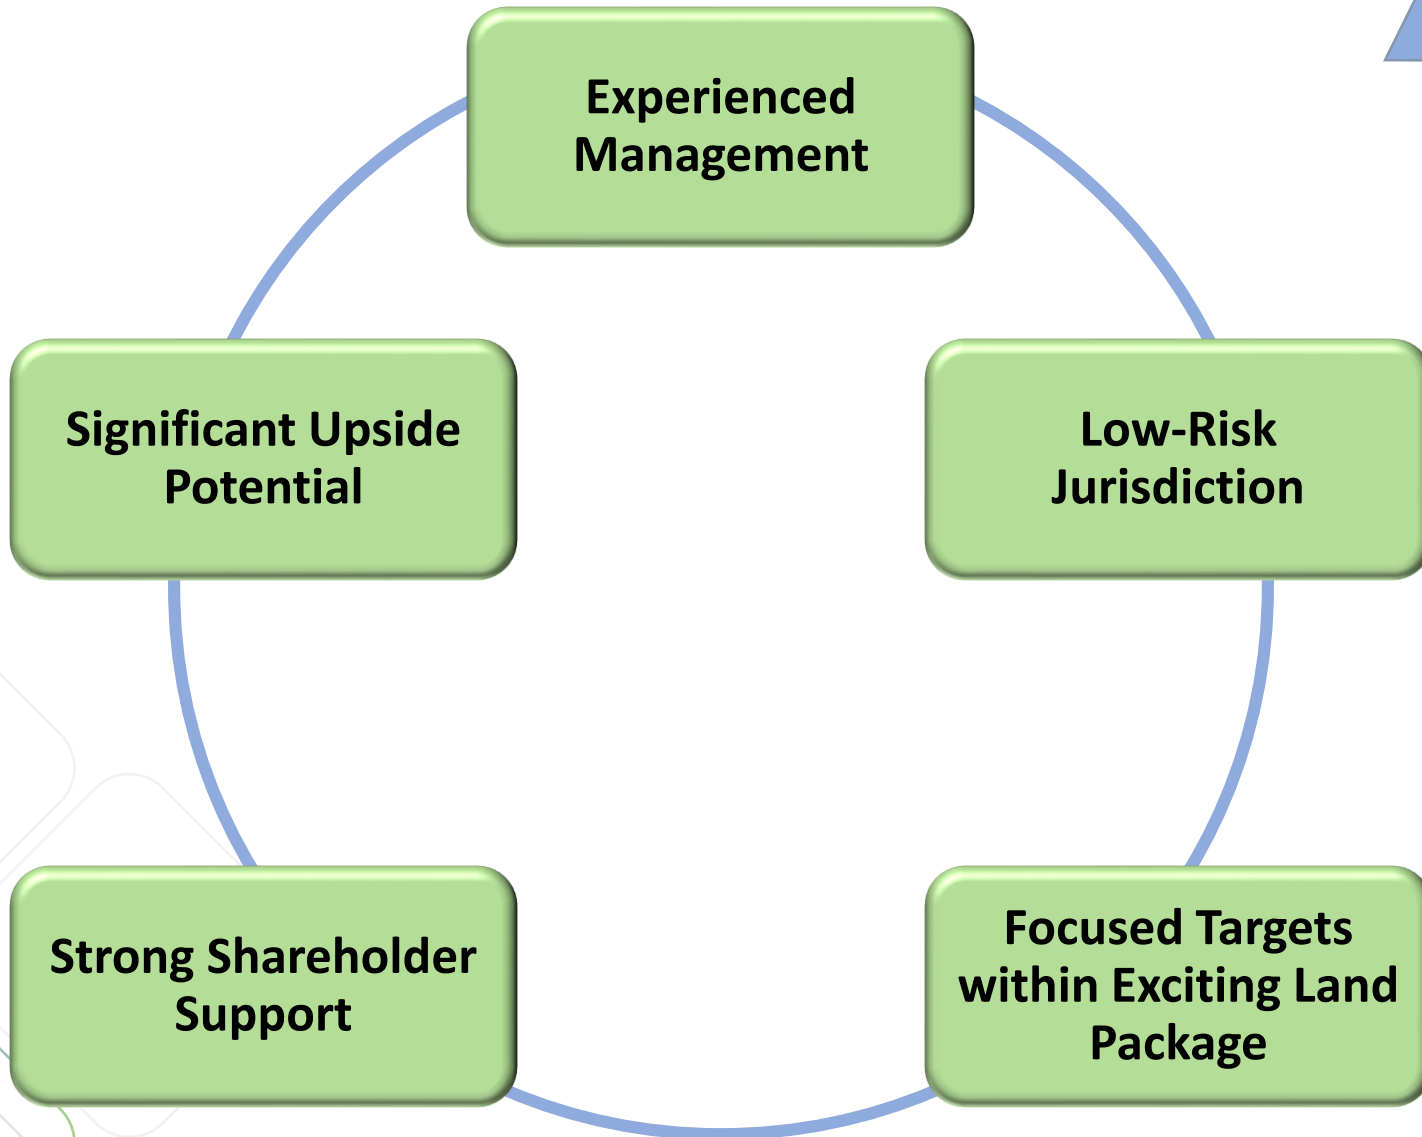 Experienced
Management
Significant Upside
Potential
Low-Risk
Jurisdiction
Strong Shareholder
Support
Focused Targets
within Exciting Land
Package